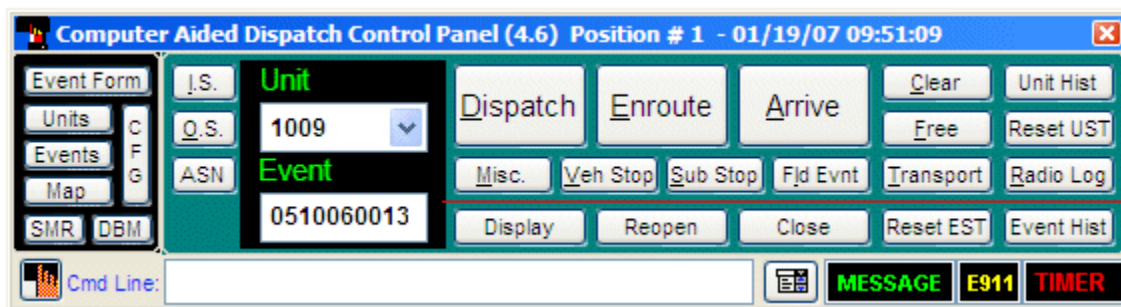 Computer Aided Dispatch Control Panel (4.6) Position # 1 - 01/19/07 09:51:09
Event Form
Units
Events
Map
CFG
SMR DBM
I.S.
O.S.
ASN
Unit
1009
Event
0510060013
Dispatch Enroute Arrive Clear Unit Hist
Free Reset UST
Misc. Veh Stop Sub Stop Fld Evnt Transport Radio Log
Display Reopen Close Reset EST Event Hist
Cmd Line: MESSAGE E911 TIMER